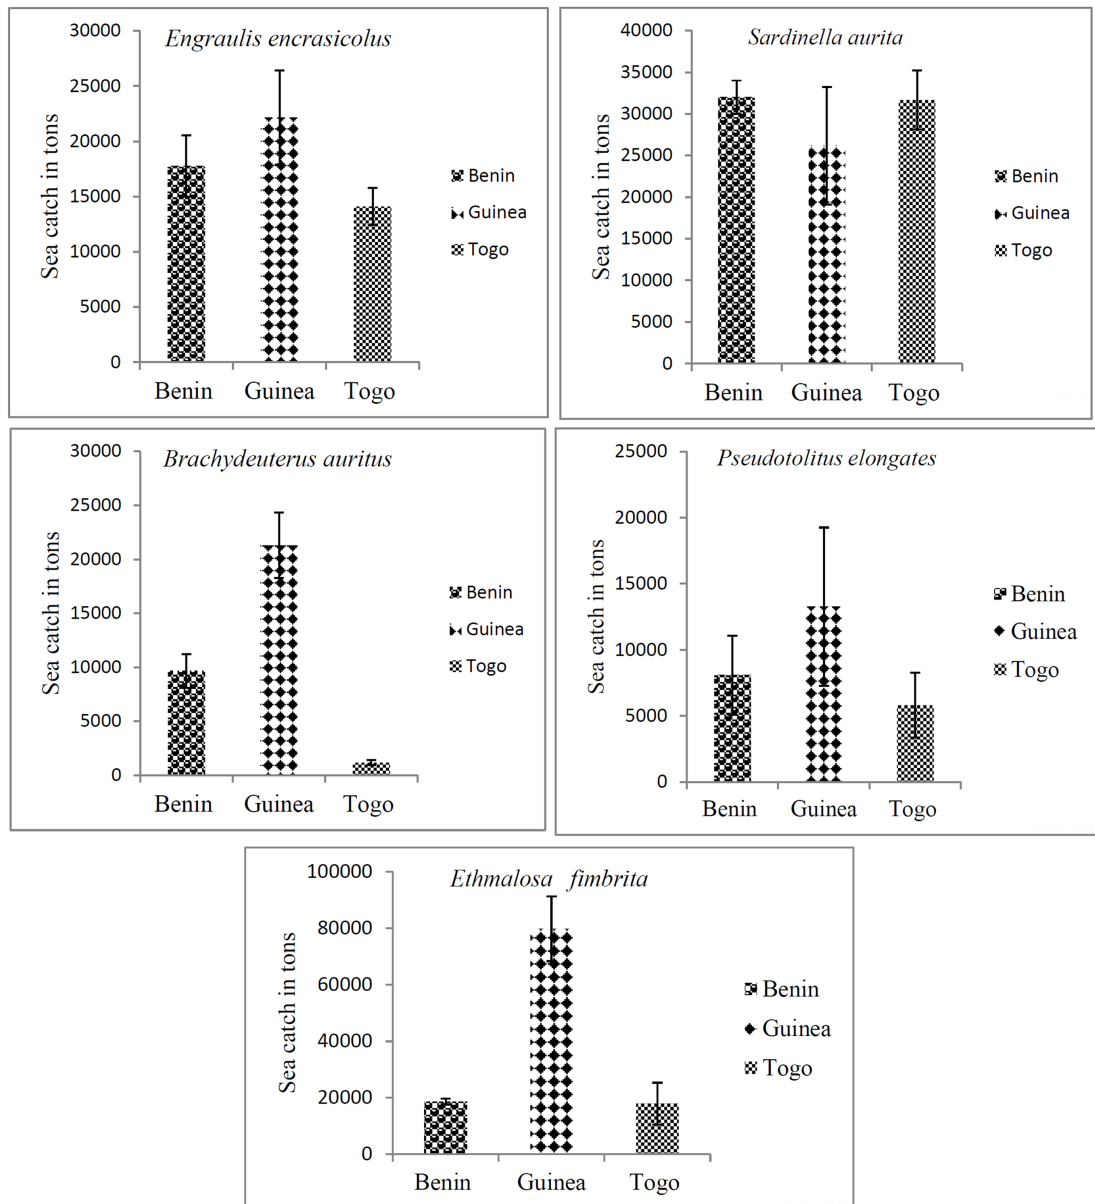 Engraulis encrasicolus
Sea catch in tons
30000
25000
20000
15000
10000
5000
0
Benin Guinea Togo
Benin
Guinea
Togo
Sardinella aurita
Sea catch in tons
40000
35000
30000
25000
20000
15000
10000
5000
0
Benin Guinea Togo
Benin
Guinea
Togo
Brachydeuterus auritus
Sea catch in tons
30000
25000
20000
15000
10000
5000
0
Benin Guinea Togo
Benin
Guinea
Togo
Pseudotolitus elongates
Sea catch in tons
25000
20000
15000
10000
5000
0
Benin Guinea Togo
Benin
Guinea
Togo
Ethmalosa fimbrita
Sea catch in tons
100000
80000
60000
40000
20000
0
Benin Guinea Togo
Benin
Guinea
Togo